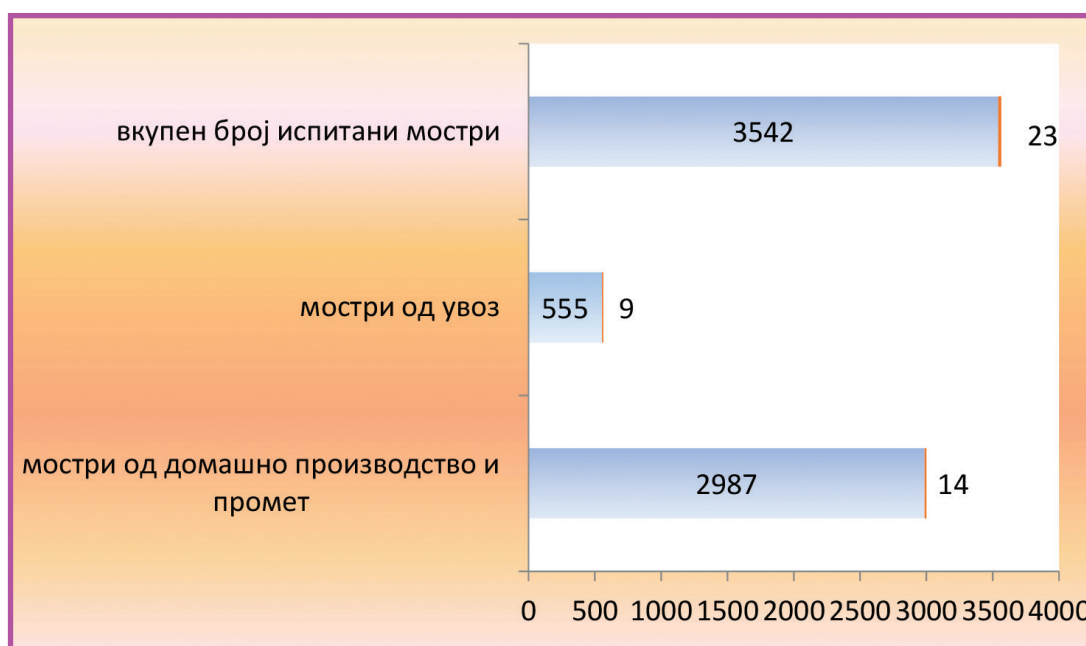 вкупен број испитани мостри
3542 23
мостри од увоз
555 9
мостри од домашно производство и
промет
2987 14
0 500 1000 1500 2000 2500 3000 3500 4000